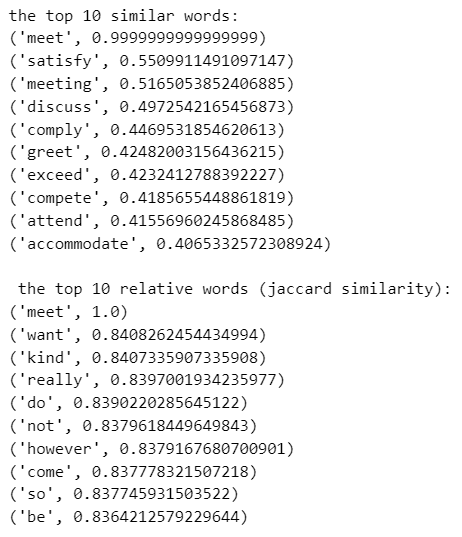 the top 10 similar words:
('meet', 0.9999999999999999)
('satisfy', 0.5509911491097147)
('meeting', 0.5165053852406885)
('discuss', 0.4972542165456873)
('comply', 0.4469531854620613)
('greet', 0.42482003156436215)
('exceed', 0.4232412788392227)
('compete', 0.4185655448861819)
('attend', 0.41556960245868485)
('accommodate', 0.4065332572308924)
the top 10 relative words (jaccard similarity):
('meet', 1.0)
('want', 0.8408262454434994)
('kind', 0.8407335907335908)
('really', 0.8397001934235977)
('do', 0.8390220285645122)
('not', 0.8379618449649843)
('however', 0.8379167680700901)
('come', 0.837778321507218)
('so', 0.837745931503522)
('be', 0.8364212579229644)